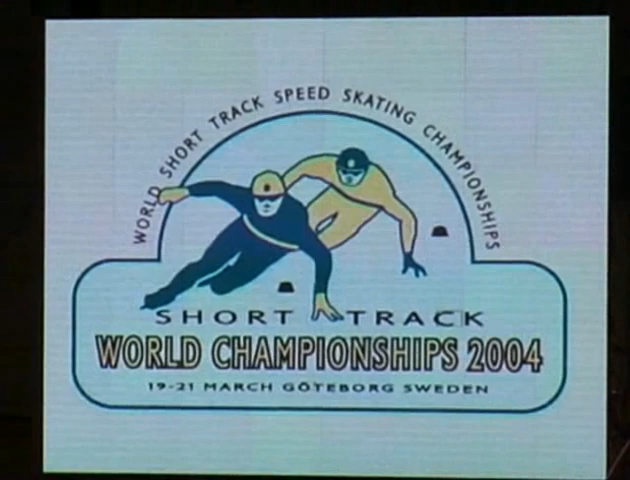 WORLD SHORT TRACK SPEED SKATING CHAMPIONSHIPS
SHORT TRACK
WORLD CHAMPIONSHIPS 2004
19-21 MARCH GÖTEBORG SWEDEN